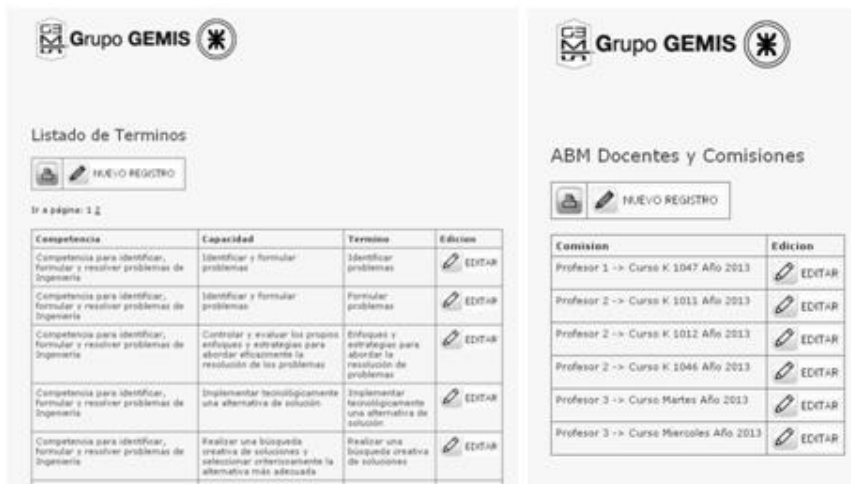 Grupo GEMIS
Listado de Terminos
NUEVO REGISTRO
Ir a página: 1 2
Competencia Capacidad Termino Edicion
Competencia para identificar,
formular y resolver problemas de
Ingeniería
Identificar y formular
problemas
Identificar
problemas
EDITAR
Competencia para identificar,
formular y resolver problemas de
Ingeniería
Identificar y formular
problemas
Formular
problemas
EDITAR
Competencia para identificar,
formular y resolver problemas de
Ingeniería
Controlar y evaluar los propios
enfoques y estrategias para
abordar eficazmente la
resolución de los problemas
Enfoques y
estrategias para
abordar la
resolución de
problemas
EDITAR
Competencia para identificar,
formular y resolver problemas de
Ingeniería
Implementar tecnológicamente
una alternativa de solución
Implementar
tecnológicamente
una alternativa de
solución
EDITAR
Competencia para identificar,
formular y resolver problemas de
Ingeniería
Realizar una búsqueda
creativa de soluciones y
seleccionar criteriosamente la
alternativa más adecuada
Realizar una
búsqueda creativa
de soluciones
EDITAR
Grupo GEMIS
ABM Docentes y Comisiones
NUEVO REGISTRO
Comision Edicion
Profesor 1 -> Curso K 1047 Año 2013 EDITAR
Profesor 2 -> Curso K 1011 Año 2013 EDITAR
Profesor 2 -> Curso K 1012 Año 2013 EDITAR
Profesor 2 -> Curso K 1046 Año 2013 EDITAR
Profesor 3 -> Curso Martes Año 2013 EDITAR
Profesor 3 -> Curso Miercoles Año 2013 EDITAR